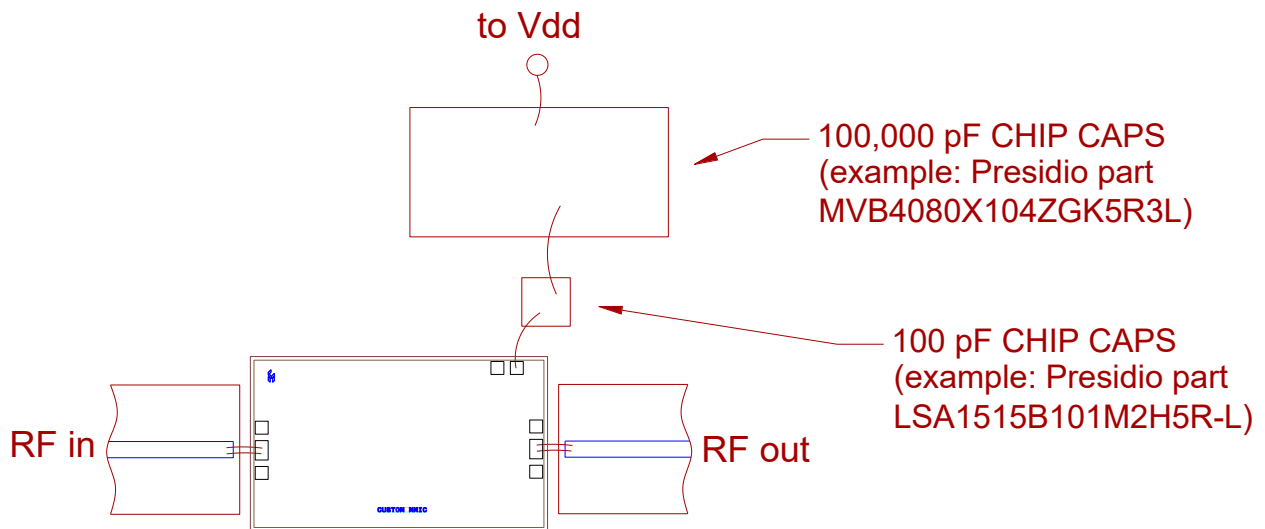 to Vdd
100,000 pF CHIP CAPS
(example: Presidio part
MVB4080X104ZGK5R3L)
100 pF CHIP CAPS
(example: Presidio part
LSA1515B101M2H5R-L)
RF in
RF out
CUSTOM MMIC